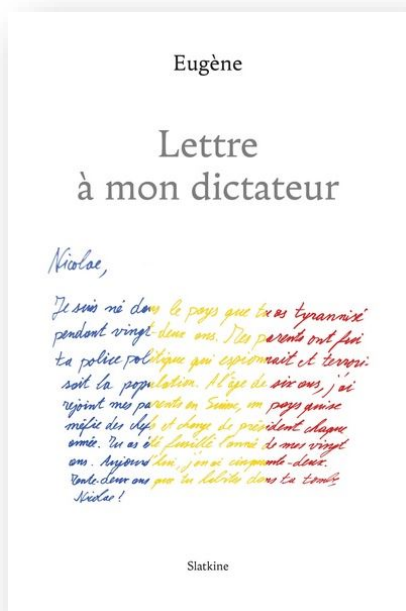 Eugène
Lettre
à mon dictateur
Nicolae,
Je suis né dans le pays que tu as tyrannisé
pendant vingt-deux ans. Mes parents ont fui
ta police politique qui espionnait et terrori-
sait la population. A l'âge de six ans, j'ai
rejoint mes parents en Suisse, un pays qui se
méfie des chefs et change de président chaque
année. Tu as été fusillé l'année de mes vingt
ans. Aujourd'hui, j'en ai cinquante-deux.
Trente-deux ans que tu habites dans ta tombe
Nicolae !
Slatkine